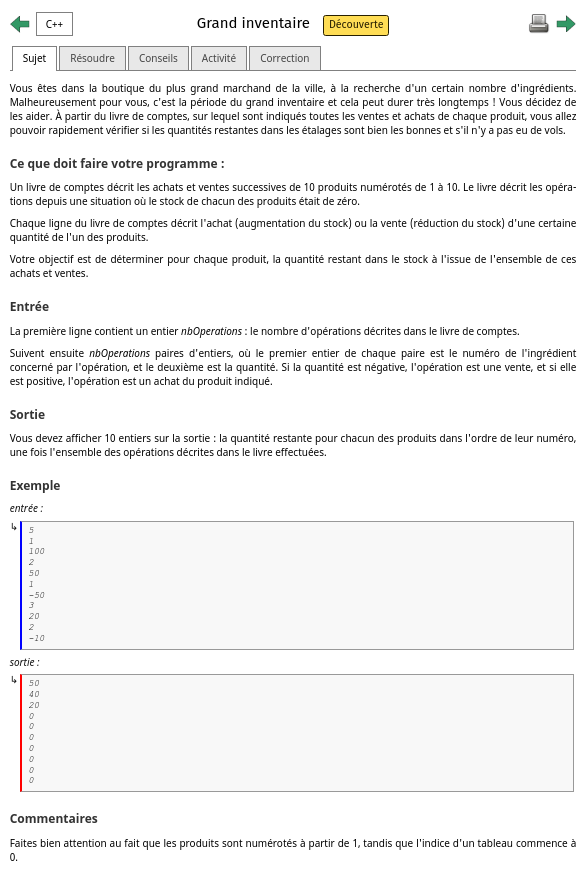 C++
Grand inventaire
Découverte
Sujet
Résoudre
Conseils
Activité
Correction
Vous êtes dans la boutique du plus grand marchand de la ville, à la recherche d'un certain nombre d'ingrédients.
Malheureusement pour vous, c'est la période du grand inventaire et cela peut durer très longtemps ! Vous décidez de
les aider. À partir du livre de comptes, sur lequel sont indiqués toutes les ventes et achats de chaque produit, vous allez
pouvoir rapidement vérifier si les quantités restantes dans les étalages sont bien les bonnes et s'il n'y a pas eu de vols.
Ce que doit faire votre programme :
Un livre de comptes décrit les achats et ventes successives de 10 produits numérotés de 1 à 10. Le livre décrit les opéra-
tions depuis une situation où le stock de chacun des produits était de zéro.
Chaque ligne du livre de comptes décrit l'achat (augmentation du stock) ou la vente (réduction du stock) d'une certaine
quantité de l'un des produits.
Votre objectif est de déterminer pour chaque produit, la quantité restant dans le stock à l'issue de l'ensemble de ces
achats et ventes.
Entrée
La première ligne contient un entier nbOperations : le nombre d'opérations décrites dans le livre de comptes.
Suivent ensuite nbOperations paires d'entiers, où le premier entier de chaque paire est le numéro de l'ingrédient
concerné par l'opération, et le deuxième est la quantité. Si la quantité est négative, l'opération est une vente, et si elle
est positive, l'opération est un achat du produit indiqué.
Sortie
Vous devez afficher 10 entiers sur la sortie : la quantité restante pour chacun des produits dans l'ordre de leur numéro,
une fois l'ensemble des opérations décrites dans le livre effectuées.
Exemple
entrée :
5
1
100
2
50
1
-50
3
20
2
-10
sortie :
50
40
20
0
0
0
0
0
0
0
Commentaires
Faites bien attention au fait que les produits sont numérotés à partir de 1, tandis que l'indice d'un tableau commence à
0.